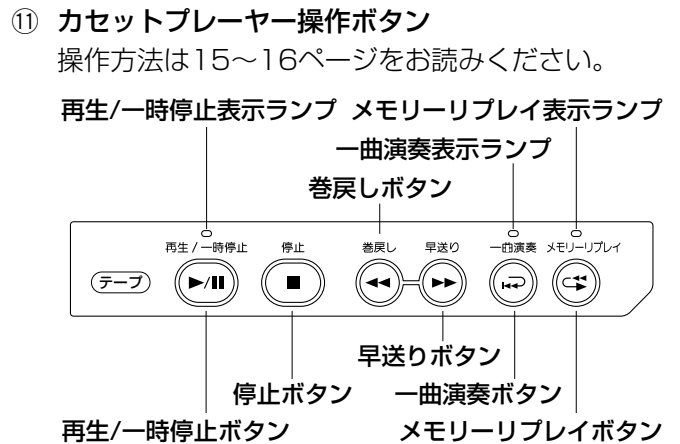 ⑪ カセットプレーヤー操作ボタン
操作方法は15～16ページをお読みください。
再生/一時停止表示ランプ メモリーリプレイ表示ランプ
一曲演奏表示ランプ
巻戻しボタン
再生/一時停止 停止 巻戻し 早送り 一曲演奏 メモリーリプレイ
テープ
早送りボタン
停止ボタン 一曲演奏ボタン
再生/一時停止ボタン メモリーリプレイボタン